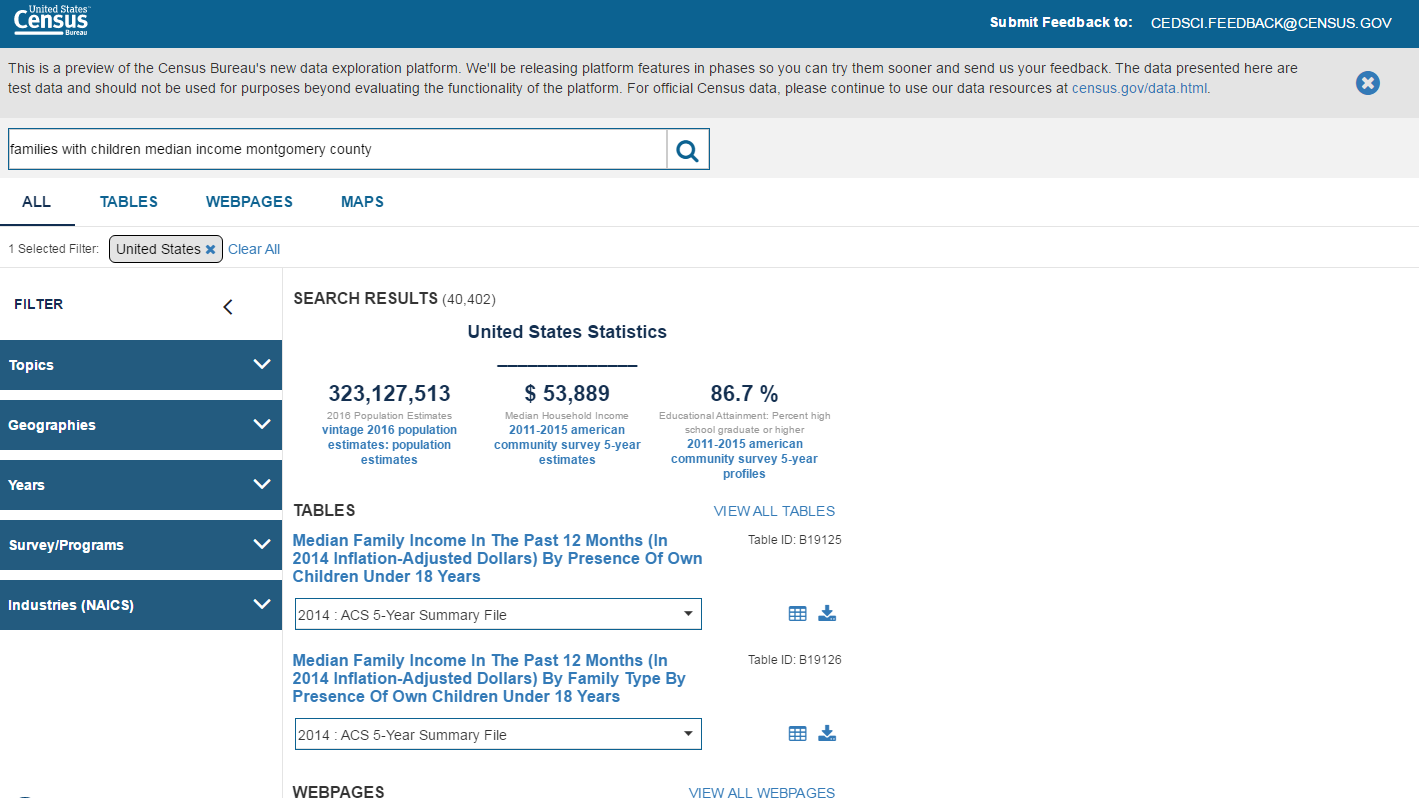 United States™
Census
Bureau
Submit Feedback to: CEDSCI.FEEDBACK@CENSUS.GOV
This is a preview of the Census Bureau's new data exploration platform. We'll be releasing platform features in phases so you can try them sooner and send us your feedback. The data presented here are
test data and should not be used for purposes beyond evaluating the functionality of the platform. For official Census data, please continue to use our data resources at census.gov/data.html.
families with children median income montgomery county
ALL TABLES WEBPAGES MAPS
1 Selected Filter: United States Clear All
FILTER
Topics
Geographies
Years
Survey/Programs
Industries (NAICS)
SEARCH RESULTS (40,402)
United States Statistics
323,127,513
2016 Population Estimates
vintage 2016 population
estimates: population
estimates
$ 53,889
Median Household Income
2011-2015 american
community survey 5-year
estimates
86.7 %
Educational Attainment: Percent high
school graduate or higher
2011-2015 american
community survey 5-year
profiles
TABLES VIEW ALL TABLES
Median Family Income In The Past 12 Months (In
2014 Inflation-Adjusted Dollars) By Presence Of Own
Children Under 18 Years
Table ID: B19125
2014 : ACS 5-Year Summary File
Median Family Income In The Past 12 Months (In
2014 Inflation-Adjusted Dollars) By Family Type By
Presence Of Own Children Under 18 Years
Table ID: B19126
2014 : ACS 5-Year Summary File
WEBPAGES VIEW ALL WEBPAGES